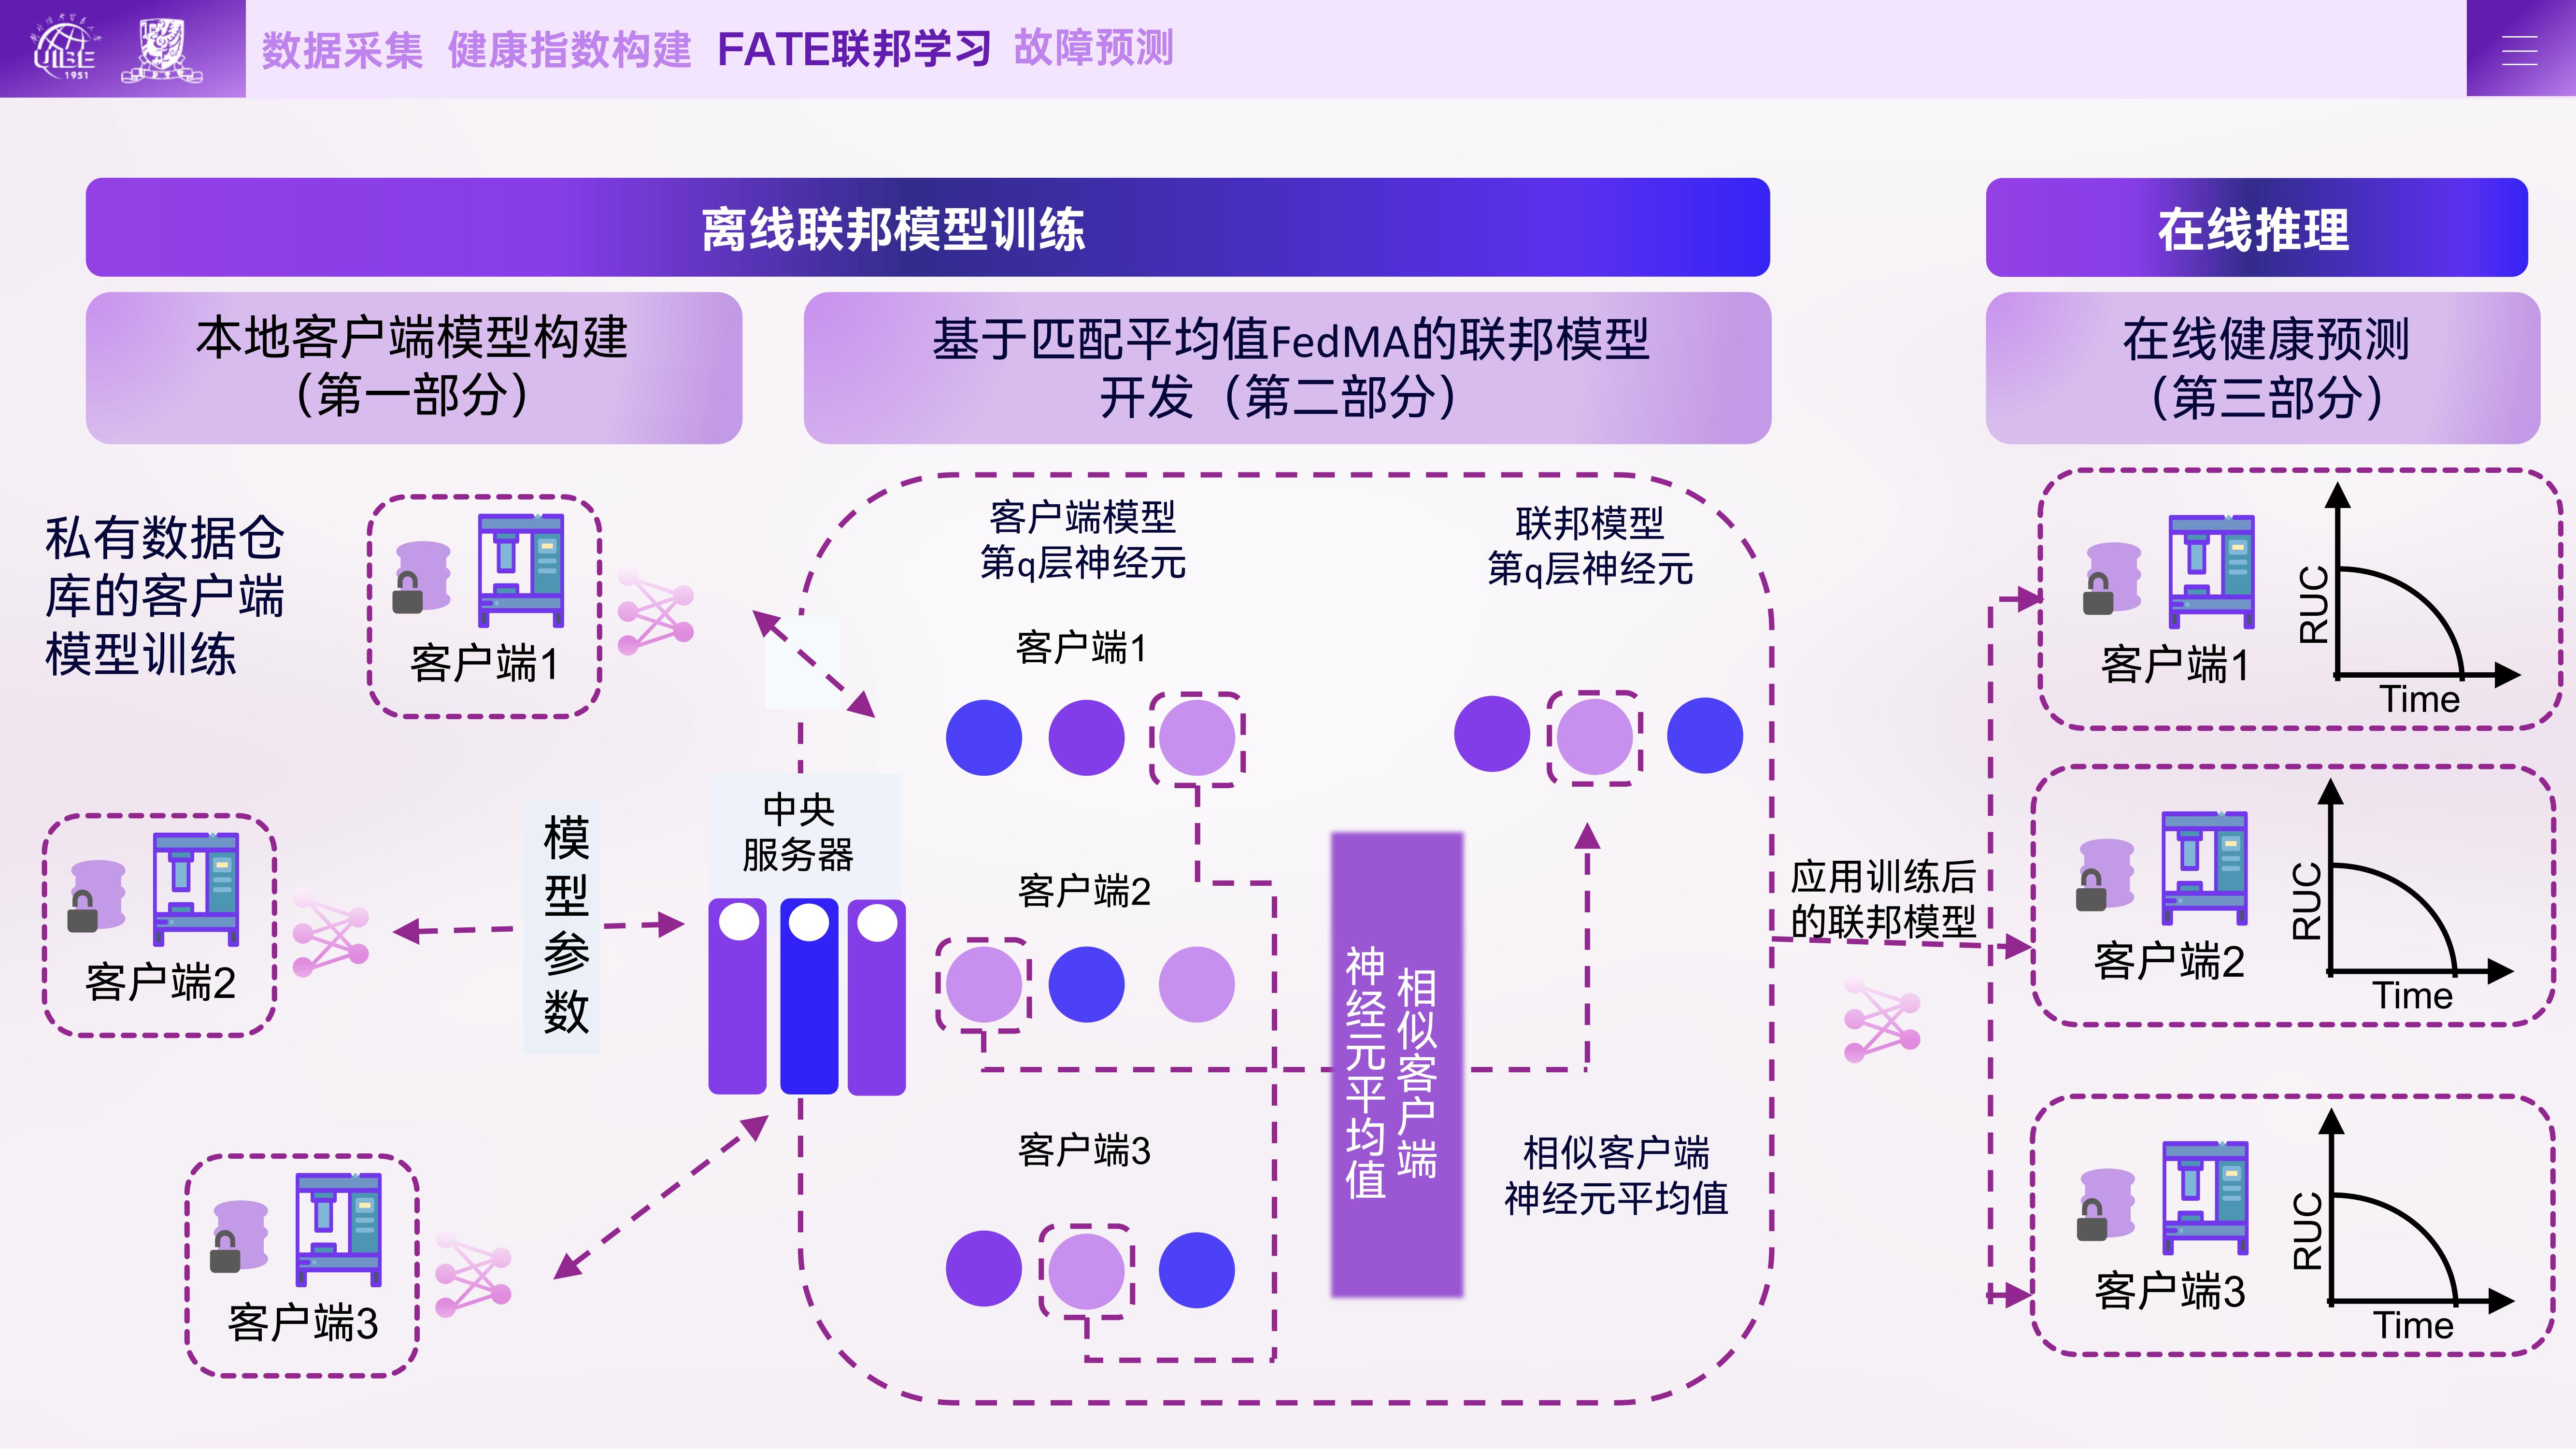 UIBE
1951
数据采集 健康指数构建 FATE联邦学习 故障预测
离线联邦模型训练
在线推理
本地客户端模型构建
（第一部分）
基于匹配平均值FedMA的联邦模型
开发（第二部分）
在线健康预测
（第三部分）
私有数据仓
库的客户端
模型训练
客户端1
客户端2
客户端3
模
型
参
数
中央
服务器
客户端模型
第q层神经元
联邦模型
第q层神经元
客户端1
客户端2
客户端3
相似客户端
神经元平均值
相似客户端
神经元平均值
应用训练后
的联邦模型
客户端1
RUC
Time
客户端2
RUC
Time
客户端3
RUC
Time